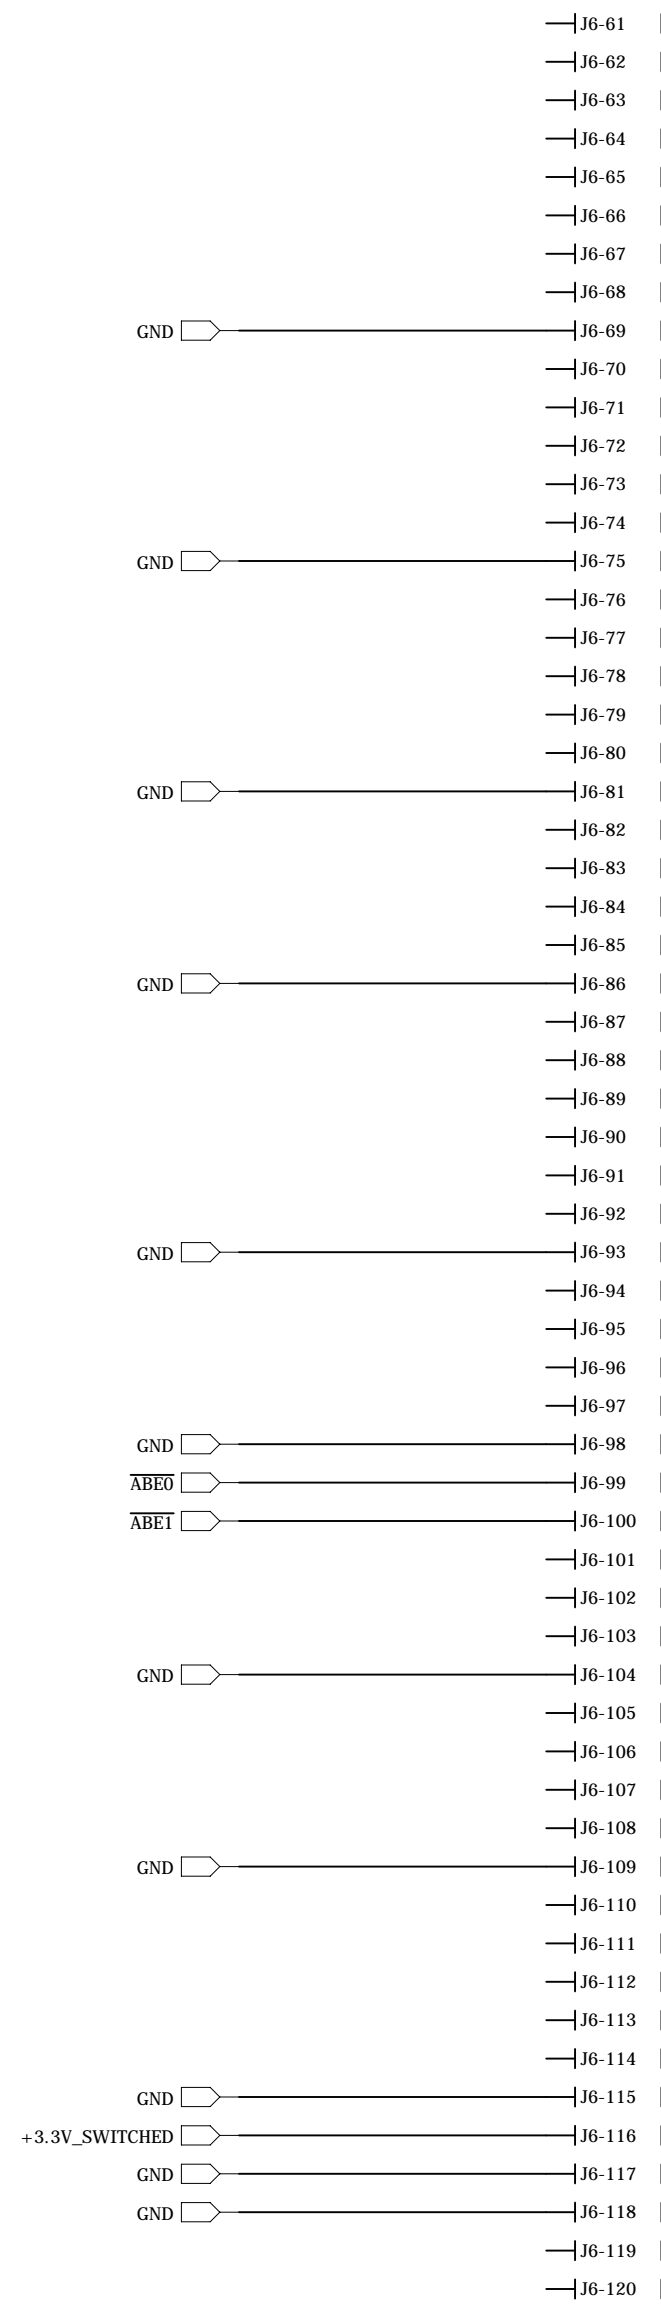 J6-61
J6-62
J6-63
J6-64
J6-65
J6-66
J6-67
J6-68
GND J6-69
J6-70
J6-71
J6-72
J6-73
J6-74
GND J6-75
J6-76
J6-77
J6-78
J6-79
J6-80
GND J6-81
J6-82
J6-83
J6-84
J6-85
GND J6-86
J6-87
J6-88
J6-89
J6-90
J6-91
J6-92
GND J6-93
J6-94
J6-95
J6-96
J6-97
GND J6-98
A̅B̅E̅0̅ J6-99
A̅B̅E̅1̅ J6-100
J6-101
J6-102
J6-103
GND J6-104
J6-105
J6-106
J6-107
J6-108
GND J6-109
J6-110
J6-111
J6-112
J6-113
J6-114
GND J6-115
+3.3V_SWITCHED J6-116
GND J6-117
GND J6-118
J6-119
J6-120